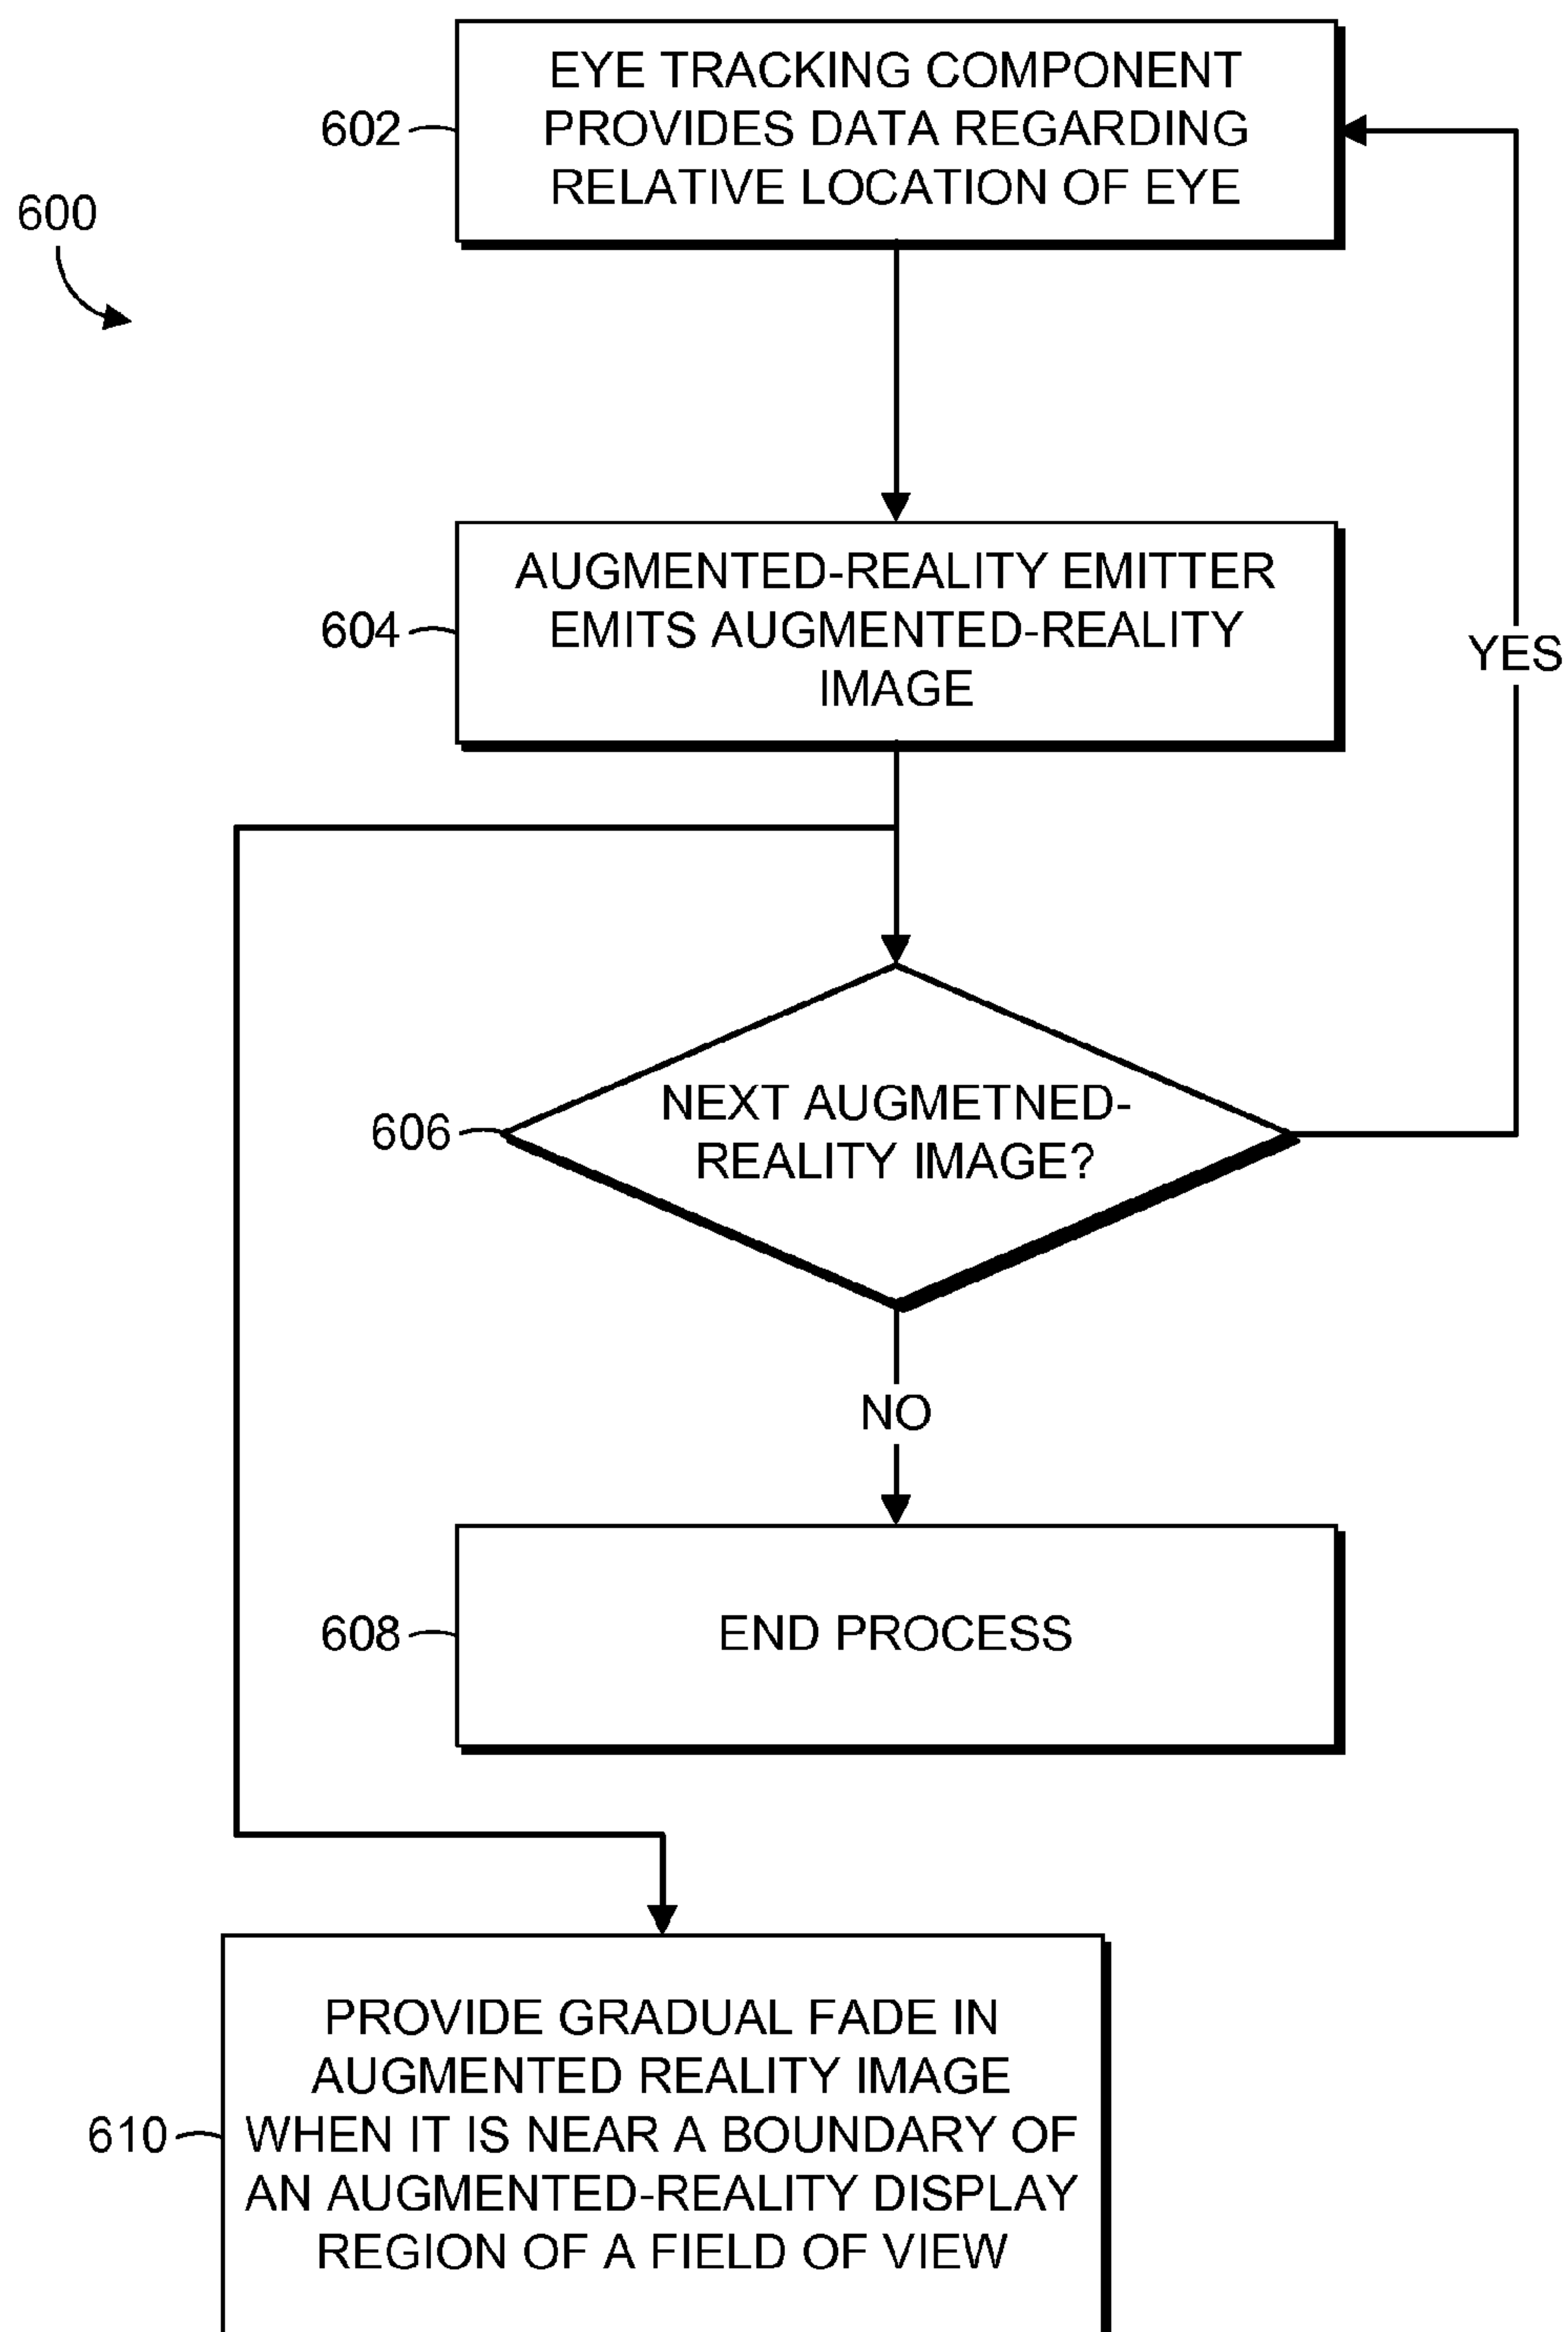 EYE TRACKING COMPONENT
PROVIDES DATA REGARDING
RELATIVE LOCATION OF EYE
602
600
AUGMENTED-REALITY EMITTER
EMITS AUGMENTED-REALITY
IMAGE
604
YES
NEXT AUGMETNED-
REALITY IMAGE?
606
NO
END PROCESS
608
PROVIDE GRADUAL FADE IN
AUGMENTED REALITY IMAGE
WHEN IT IS NEAR A BOUNDARY OF
AN AUGMENTED-REALITY DISPLAY
REGION OF A FIELD OF VIEW
610